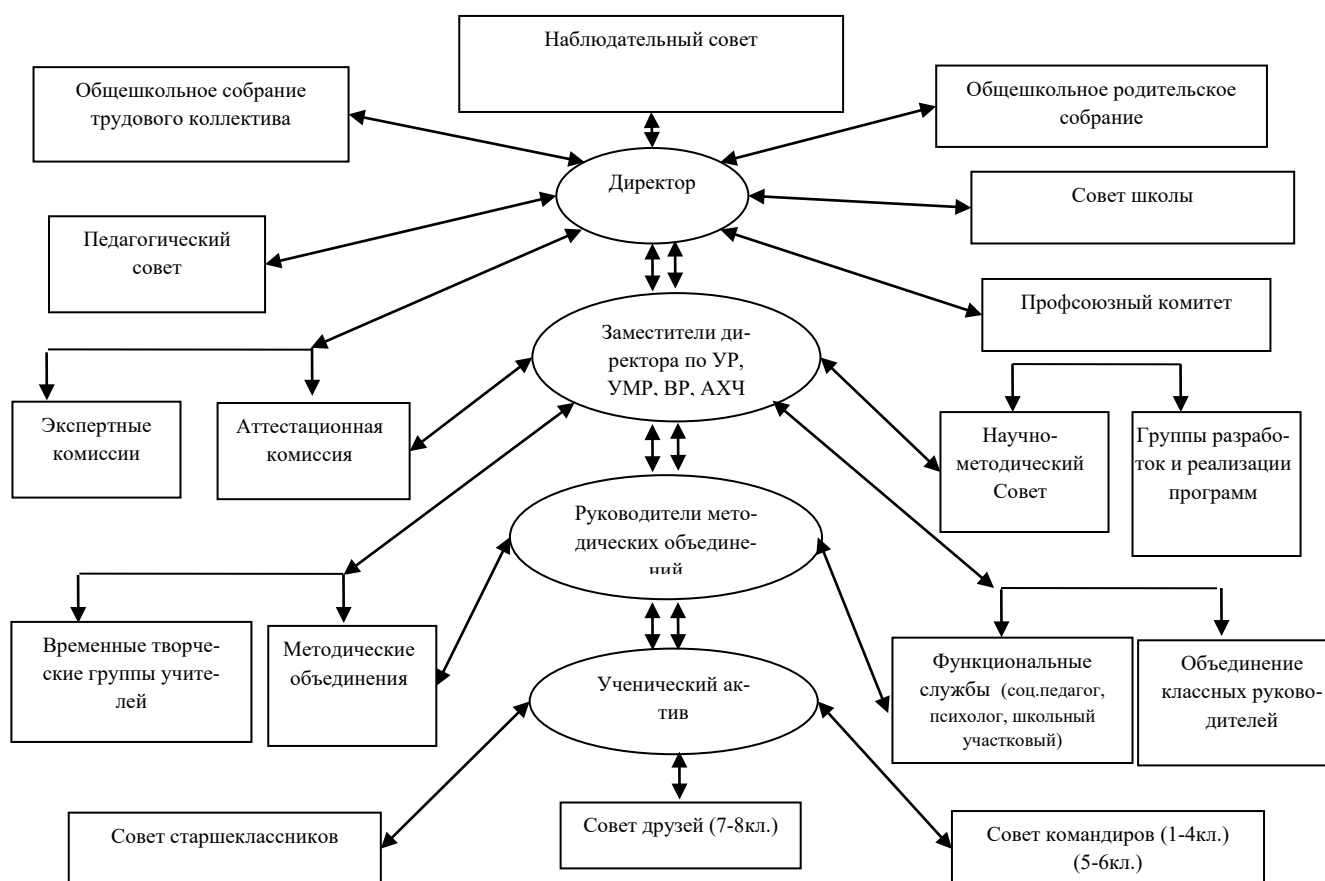 Наблюдательный совет
Общешкольное собрание
трудового коллектива
Общешкольное родительское
собрание
Директор
Совет школы
Педагогический
совет
Профсоюзный комитет
Заместители ди-
ректора по УР,
УМР, ВР, АХЧ
Экспертные
комиссии
Аттестационная
комиссия
Научно-
методический
Совет
Группы разрабо-
ток и реализации
программ
Руководители мето-
дических объедине-
ний
Временные творче-
ские группы учите-
лей
Методические
объединения
Функциональные
службы (соц.педагог,
психолог, школьный
участковый)
Объединение
классных руково-
дителей
Ученический ак-
тив
Совет старшеклассников
Совет друзей (7-8кл.)
Совет командиров (1-4кл.)
(5-6кл.)